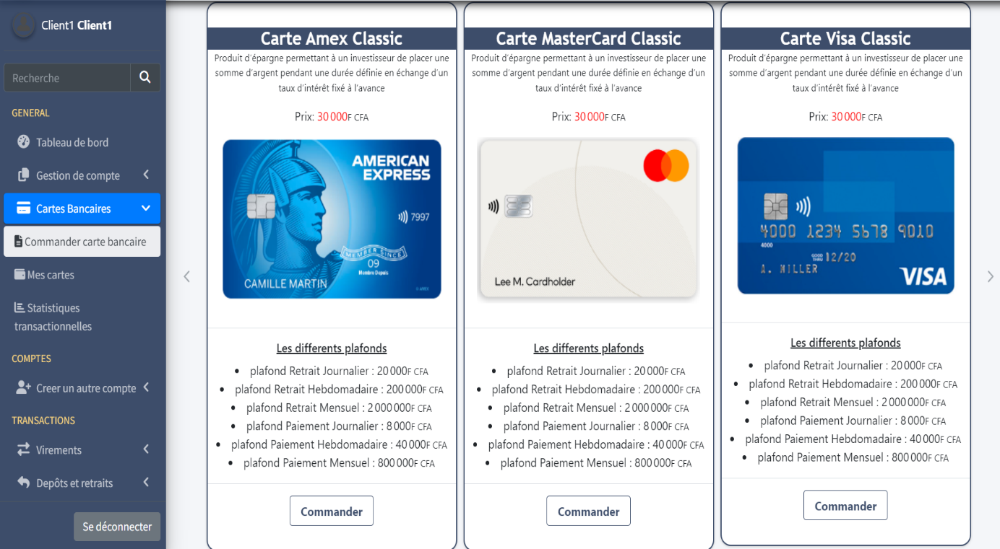 Client1 Client1
Recherche
GENERAL
Tableau de bord
Gestion de compte
Cartes Bancaires
Commander carte bancaire
Mes cartes
Statistiques
transactionnelles
COMPTES
Creer un autre compte
TRANSACTIONS
Virements
Depôts et retraits
Se déconnecter
Carte Amex Classic
Produit d'épargne permettant à un investisseur de placer une
somme d'argent pendant une durée définie en échange d'un
taux d'intérêt fixé à l'avance
Prix: 30 000F CFA
AMERICAN
EXPRESS
7997
MEMBER SINCE
09
Membre Depuis
CAMILLE MARTIN
Les differents plafonds
plafond Retrait Journalier : 20 000F CFA
plafond Retrait Hebdomadaire : 200 000F CFA
plafond Retrait Mensuel : 2 000 000F CFA
plafond Paiement Journalier : 8 000F CFA
plafond Paiement Hebdomadaire : 40 000F CFA
plafond Paiement Mensuel : 800 000F CFA
Commander
Carte MasterCard Classic
Produit d'épargne permettant à un investisseur de placer une
somme d'argent pendant une durée définie en échange d'un
taux d'intérêt fixé à l'avance
Prix: 30 000F CFA
Lee M. Cardholder
Les differents plafonds
plafond Retrait Journalier : 20 000F CFA
plafond Retrait Hebdomadaire : 200 000F CFA
plafond Retrait Mensuel : 2 000 000F CFA
plafond Paiement Journalier : 8 000F CFA
plafond Paiement Hebdomadaire : 40 000F CFA
plafond Paiement Mensuel : 800 000F CFA
Commander
Carte Visa Classic
Produit d'épargne permettant à un investisseur de placer une
somme d'argent pendant une durée définie en échange d'un
taux d'intérêt fixé à l'avance
Prix: 30 000F CFA
4000 1234 5678 9010
4000
GOOD
THRU 12/20
A. MILLER
VISA
Les differents plafonds
plafond Retrait Journalier : 20 000F CFA
plafond Retrait Hebdomadaire : 200 000F CFA
plafond Retrait Mensuel : 2 000 000F CFA
plafond Paiement Journalier : 8 000F CFA
plafond Paiement Hebdomadaire : 40 000F CFA
plafond Paiement Mensuel : 800 000F CFA
Commander